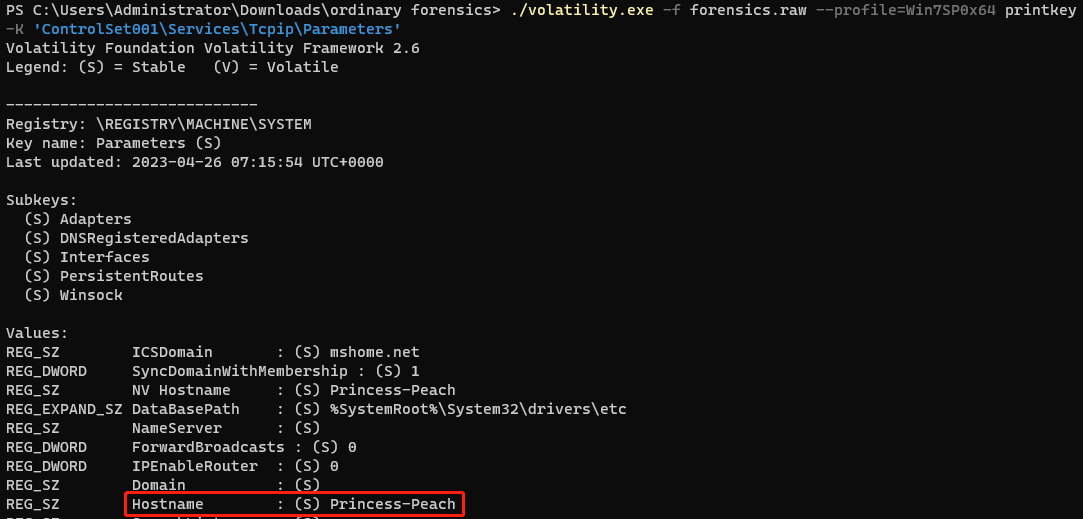 PS C:\Users\Administrator\Downloads\ordinary forensics> ./volatility.exe -f forensics.raw --profile=Win7SP0x64 printkey
-K 'ControlSet001\Services\Tcpip\Parameters'
Volatility Foundation Volatility Framework 2.6
Legend: (S) = Stable   (V) = Volatile
----------------------------
Registry: \REGISTRY\MACHINE\SYSTEM
Key name: Parameters (S)
Last updated: 2023-04-26 07:15:54 UTC+0000
Subkeys:
  (S) Adapters
  (S) DNSRegisteredAdapters
  (S) Interfaces
  (S) PersistentRoutes
  (S) Winsock
Values:
REG_SZ        ICSDomain       : (S) mshome.net
REG_DWORD     SyncDomainWithMembership : (S) 1
REG_SZ        NV Hostname     : (S) Princess-Peach
REG_EXPAND_SZ DataBasePath    : (S) %SystemRoot%\System32\drivers\etc
REG_SZ        NameServer      : (S)
REG_DWORD     ForwardBroadcasts : (S) 0
REG_DWORD     IPEnableRouter  : (S) 0
REG_SZ        Domain          : (S)
REG_SZ        Hostname        : (S) Princess-Peach